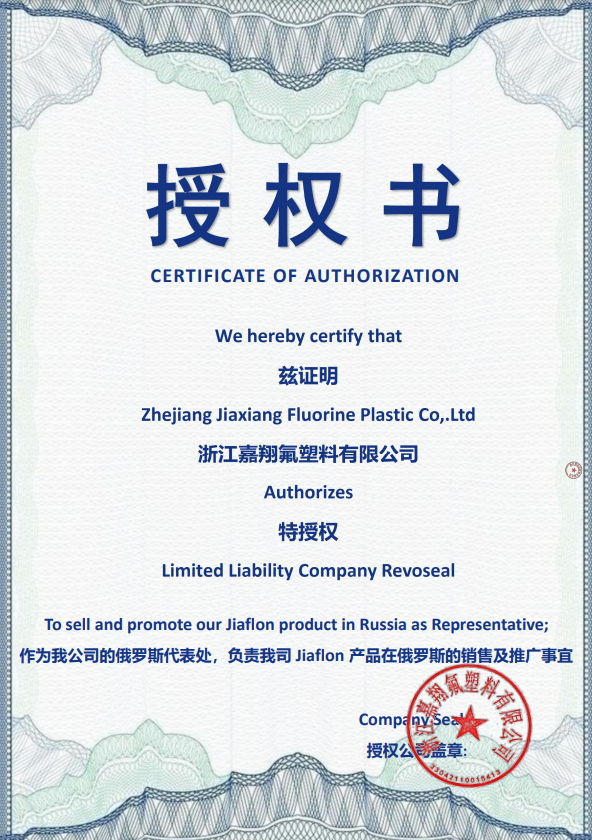 授权书
CERTIFICATE OF AUTHORIZATION
We hereby certify that
兹证明
Zhejiang Jiaxiang Fluorine Plastic Co,.Ltd
浙江嘉翔氟塑料有限公司
Authorizes
特授权
Limited Liability Company Revoseal
To sell and promote our Jiaflon product in Russia as Representative;
作为我公司的俄罗斯代表处，负责我司 Jiaflon 产品在俄罗斯的销售及推广事宜
Company Seal:
授权公司盖章:
浙江嘉翔氟塑料有限公司